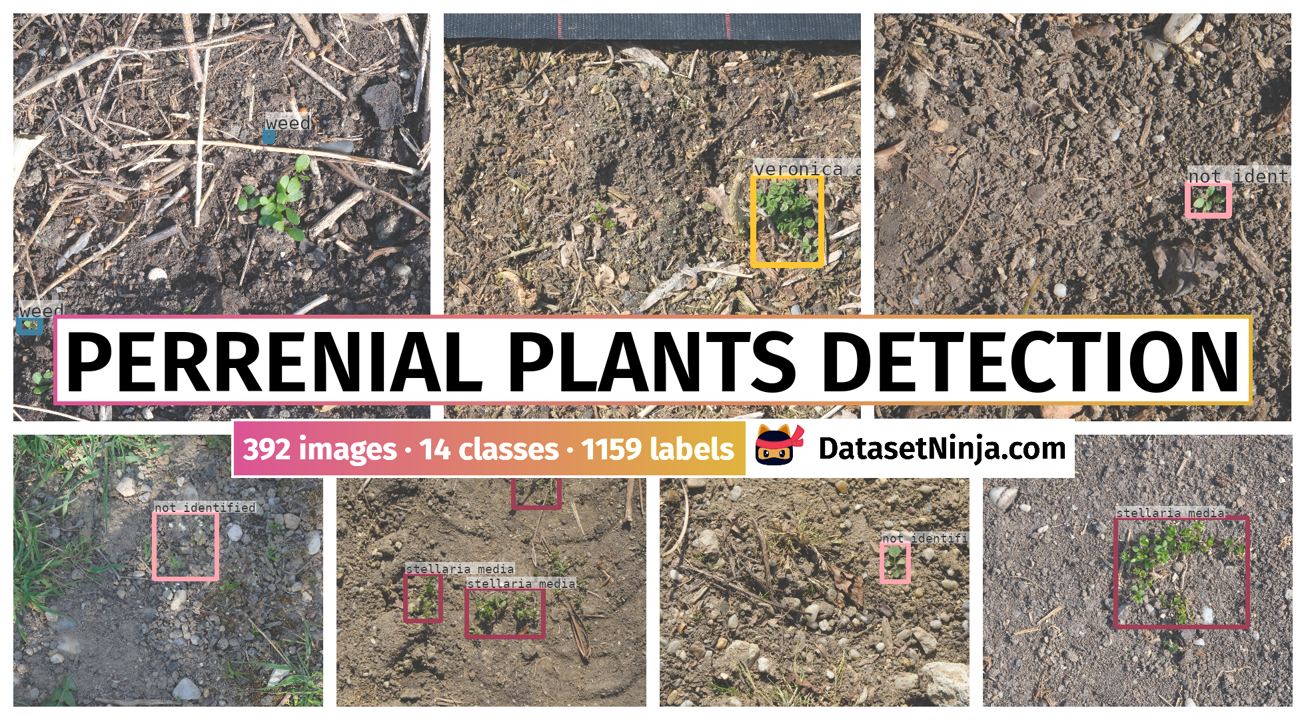 weed
veronica a
not ident
weed
PERRENIAL PLANTS DETECTION
392 images · 14 classes · 1159 labels
DatasetNinja.com
not identified
stellaria media
stellaria media
not identifi
stellaria media